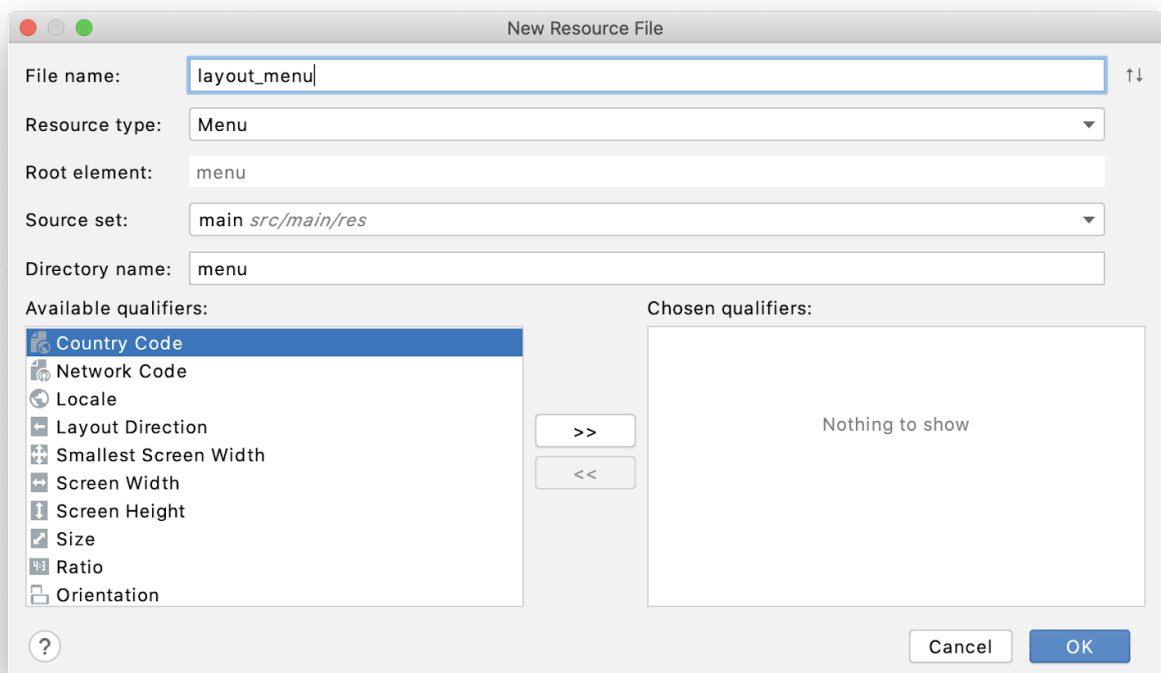 New Resource File
File name: layout_menu ↑↓
Resource type: Menu
Root element: menu
Source set: main src/main/res
Directory name: menu
Available qualifiers: Chosen qualifiers:
Country Code
Network Code
Locale
Layout Direction
Nothing to show
>>
Smallest Screen Width
<<
Screen Width
Screen Height
Size
4:3 Ratio
Orientation
? Cancel OK